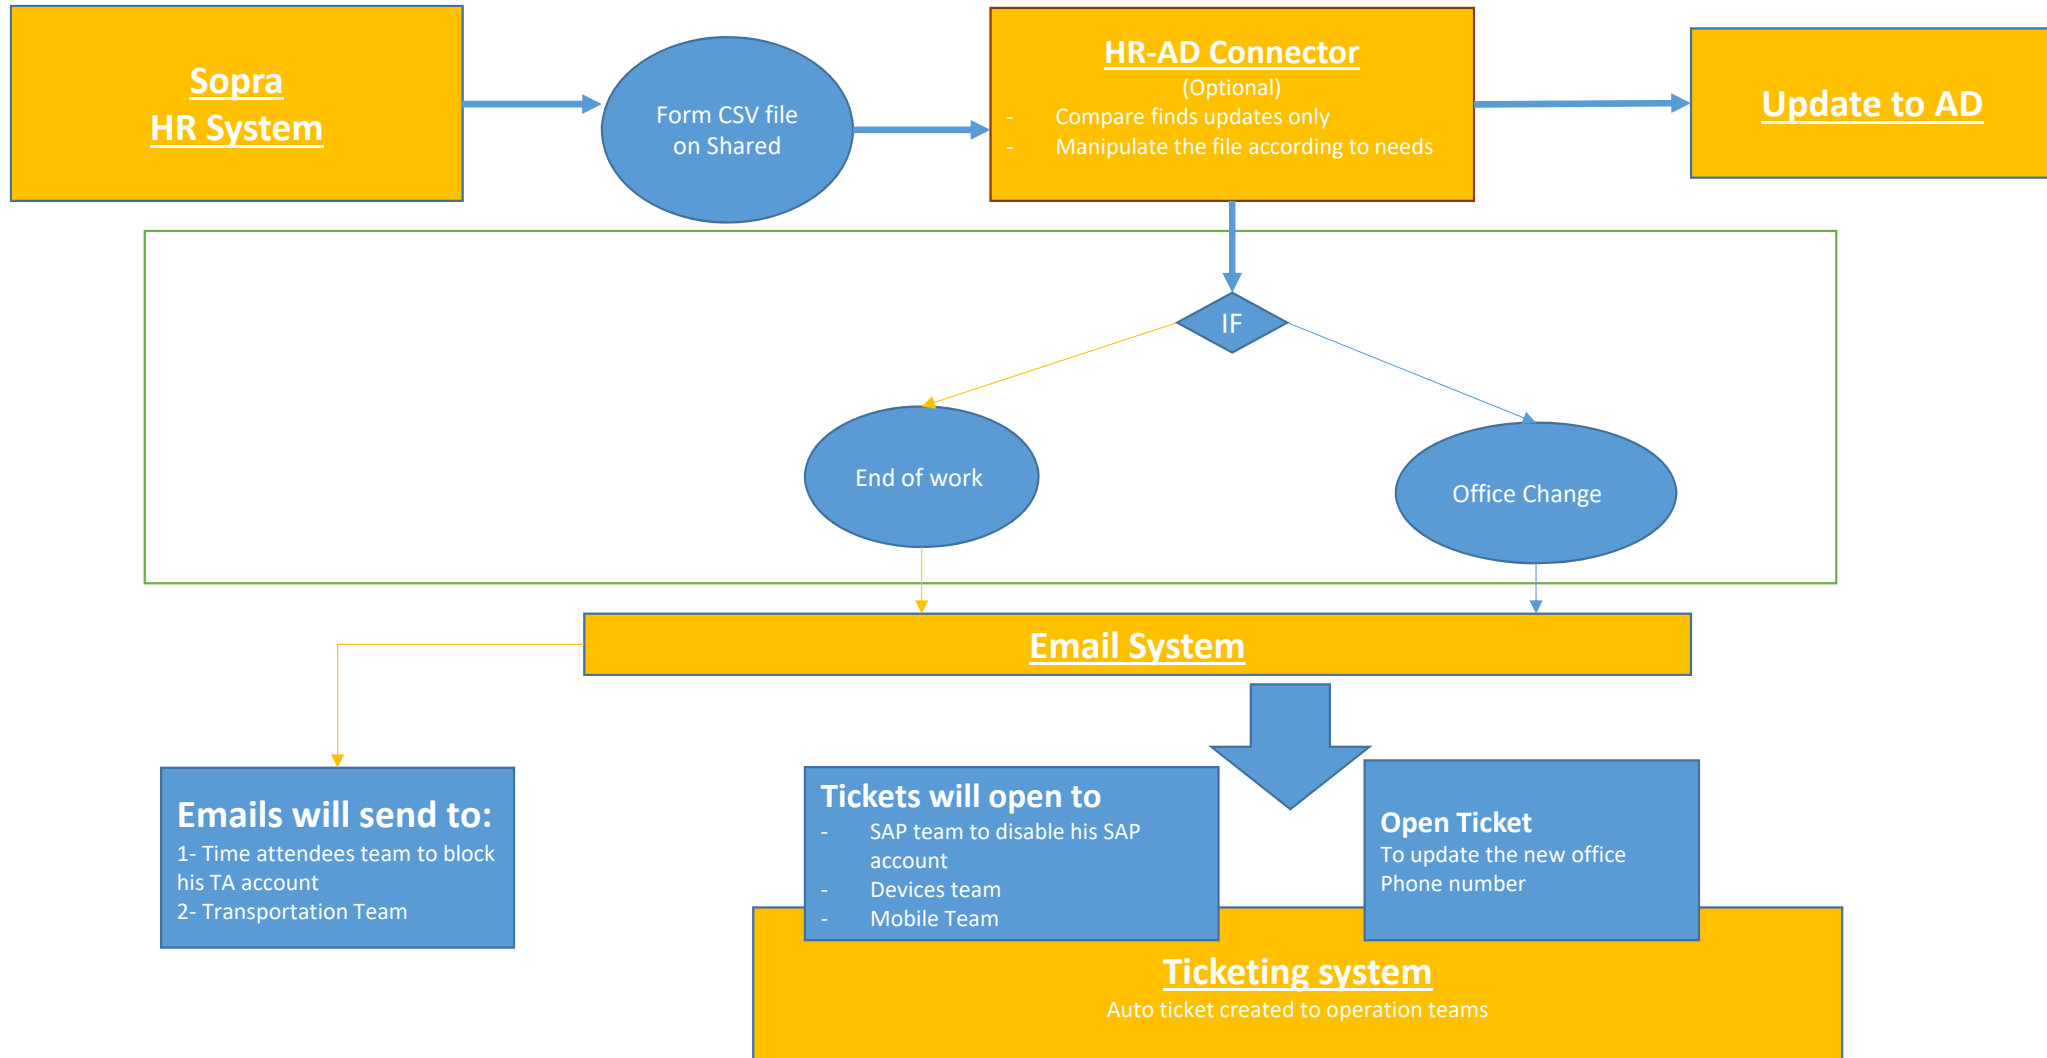 Sopra
HR System
Form CSV file
on Shared
HR-AD Connector
(Optional)
- Compare finds updates only
- Manipulate the file according to needs
Update to AD
IF
End of work
Office Change
Email System
Emails will send to:
1- Time attendees team to block
his TA account
2- Transportation Team
Tickets will open to
- SAP team to disable his SAP
account
- Devices team
- Mobile Team
Open Ticket
To update the new office
Phone number
Ticketing system
Auto ticket created to operation teams